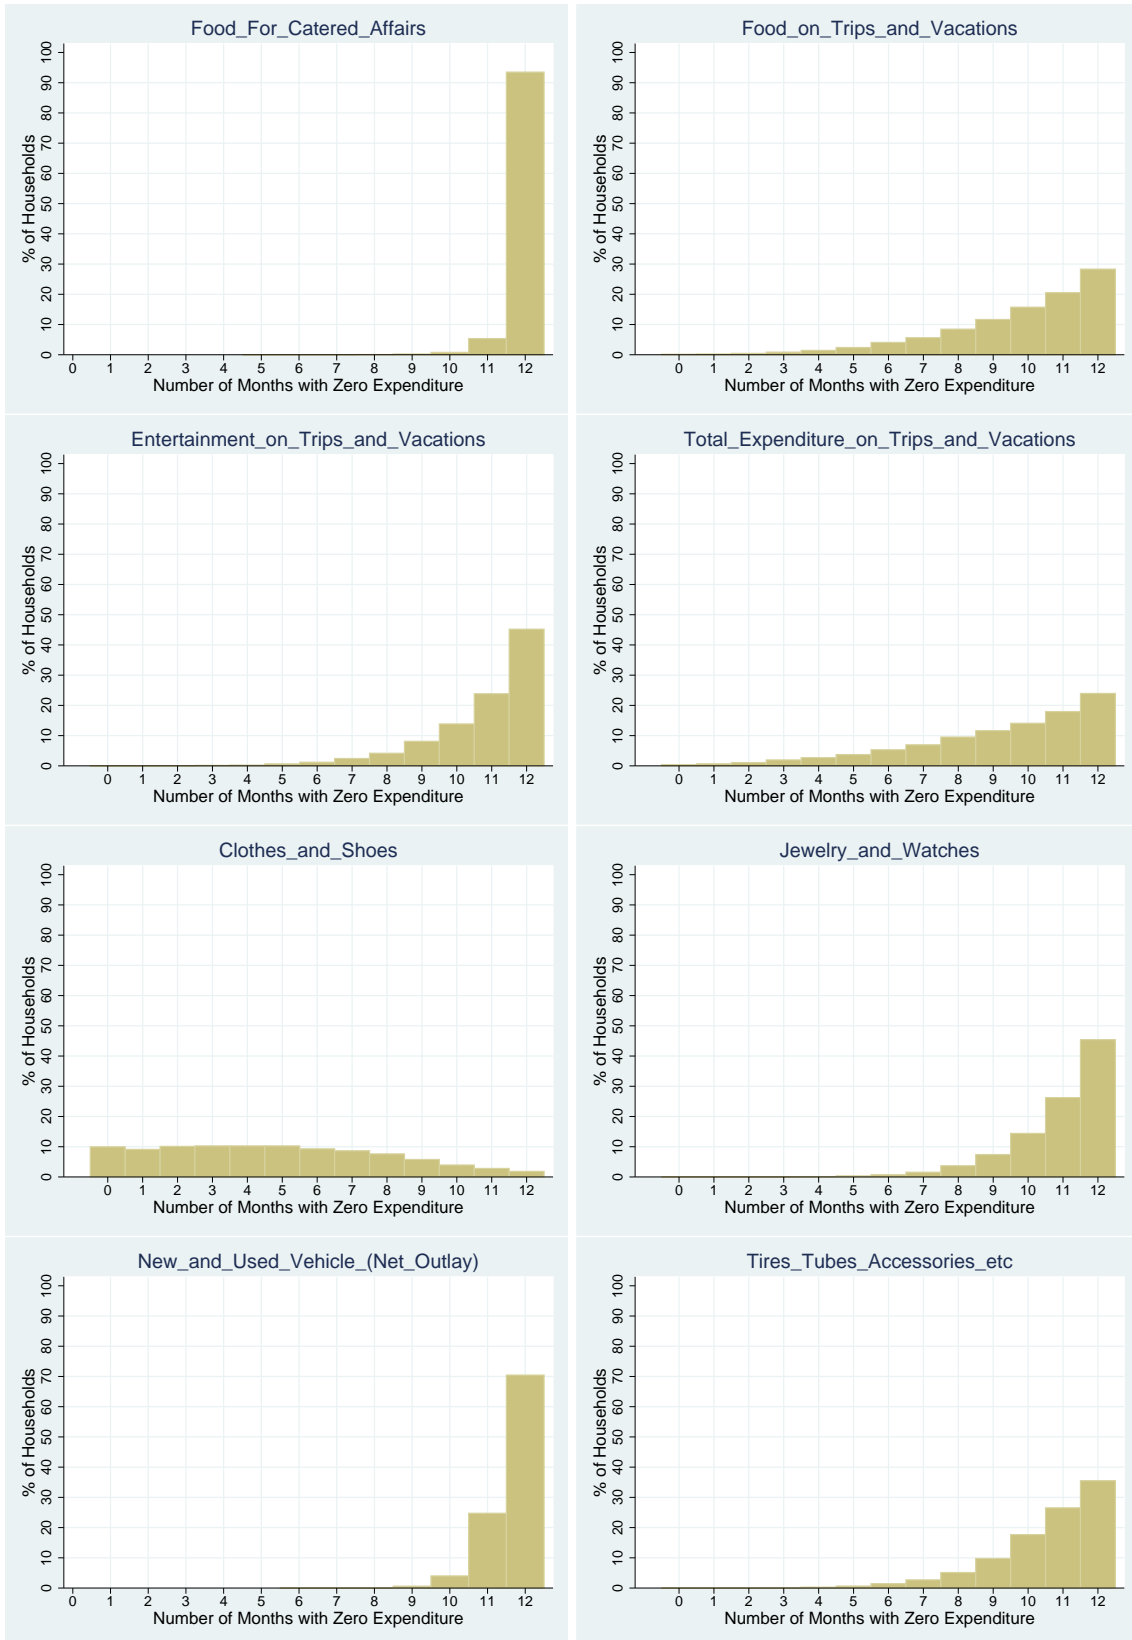 Food_For_Catered_Affairs
% of Households
0 10 20 30 40 50 60 70 80 90 100
0 1 2 3 4 5 6 7 8 9 10 11 12
Number of Months with Zero Expenditure
Food_on_Trips_and_Vacations
% of Households
0 10 20 30 40 50 60 70 80 90 100
0 1 2 3 4 5 6 7 8 9 10 11 12
Number of Months with Zero Expenditure
Entertainment_on_Trips_and_Vacations
% of Households
0 10 20 30 40 50 60 70 80 90 100
0 1 2 3 4 5 6 7 8 9 10 11 12
Number of Months with Zero Expenditure
Total_Expenditure_on_Trips_and_Vacations
% of Households
0 10 20 30 40 50 60 70 80 90 100
0 1 2 3 4 5 6 7 8 9 10 11 12
Number of Months with Zero Expenditure
Clothes_and_Shoes
% of Households
0 10 20 30 40 50 60 70 80 90 100
0 1 2 3 4 5 6 7 8 9 10 11 12
Number of Months with Zero Expenditure
Jewelry_and_Watches
% of Households
0 10 20 30 40 50 60 70 80 90 100
0 1 2 3 4 5 6 7 8 9 10 11 12
Number of Months with Zero Expenditure
New_and_Used_Vehicle_(Net_Outlay)
% of Households
0 10 20 30 40 50 60 70 80 90 100
0 1 2 3 4 5 6 7 8 9 10 11 12
Number of Months with Zero Expenditure
Tires_Tubes_Accessories_etc
% of Households
0 10 20 30 40 50 60 70 80 90 100
0 1 2 3 4 5 6 7 8 9 10 11 12
Number of Months with Zero Expenditure